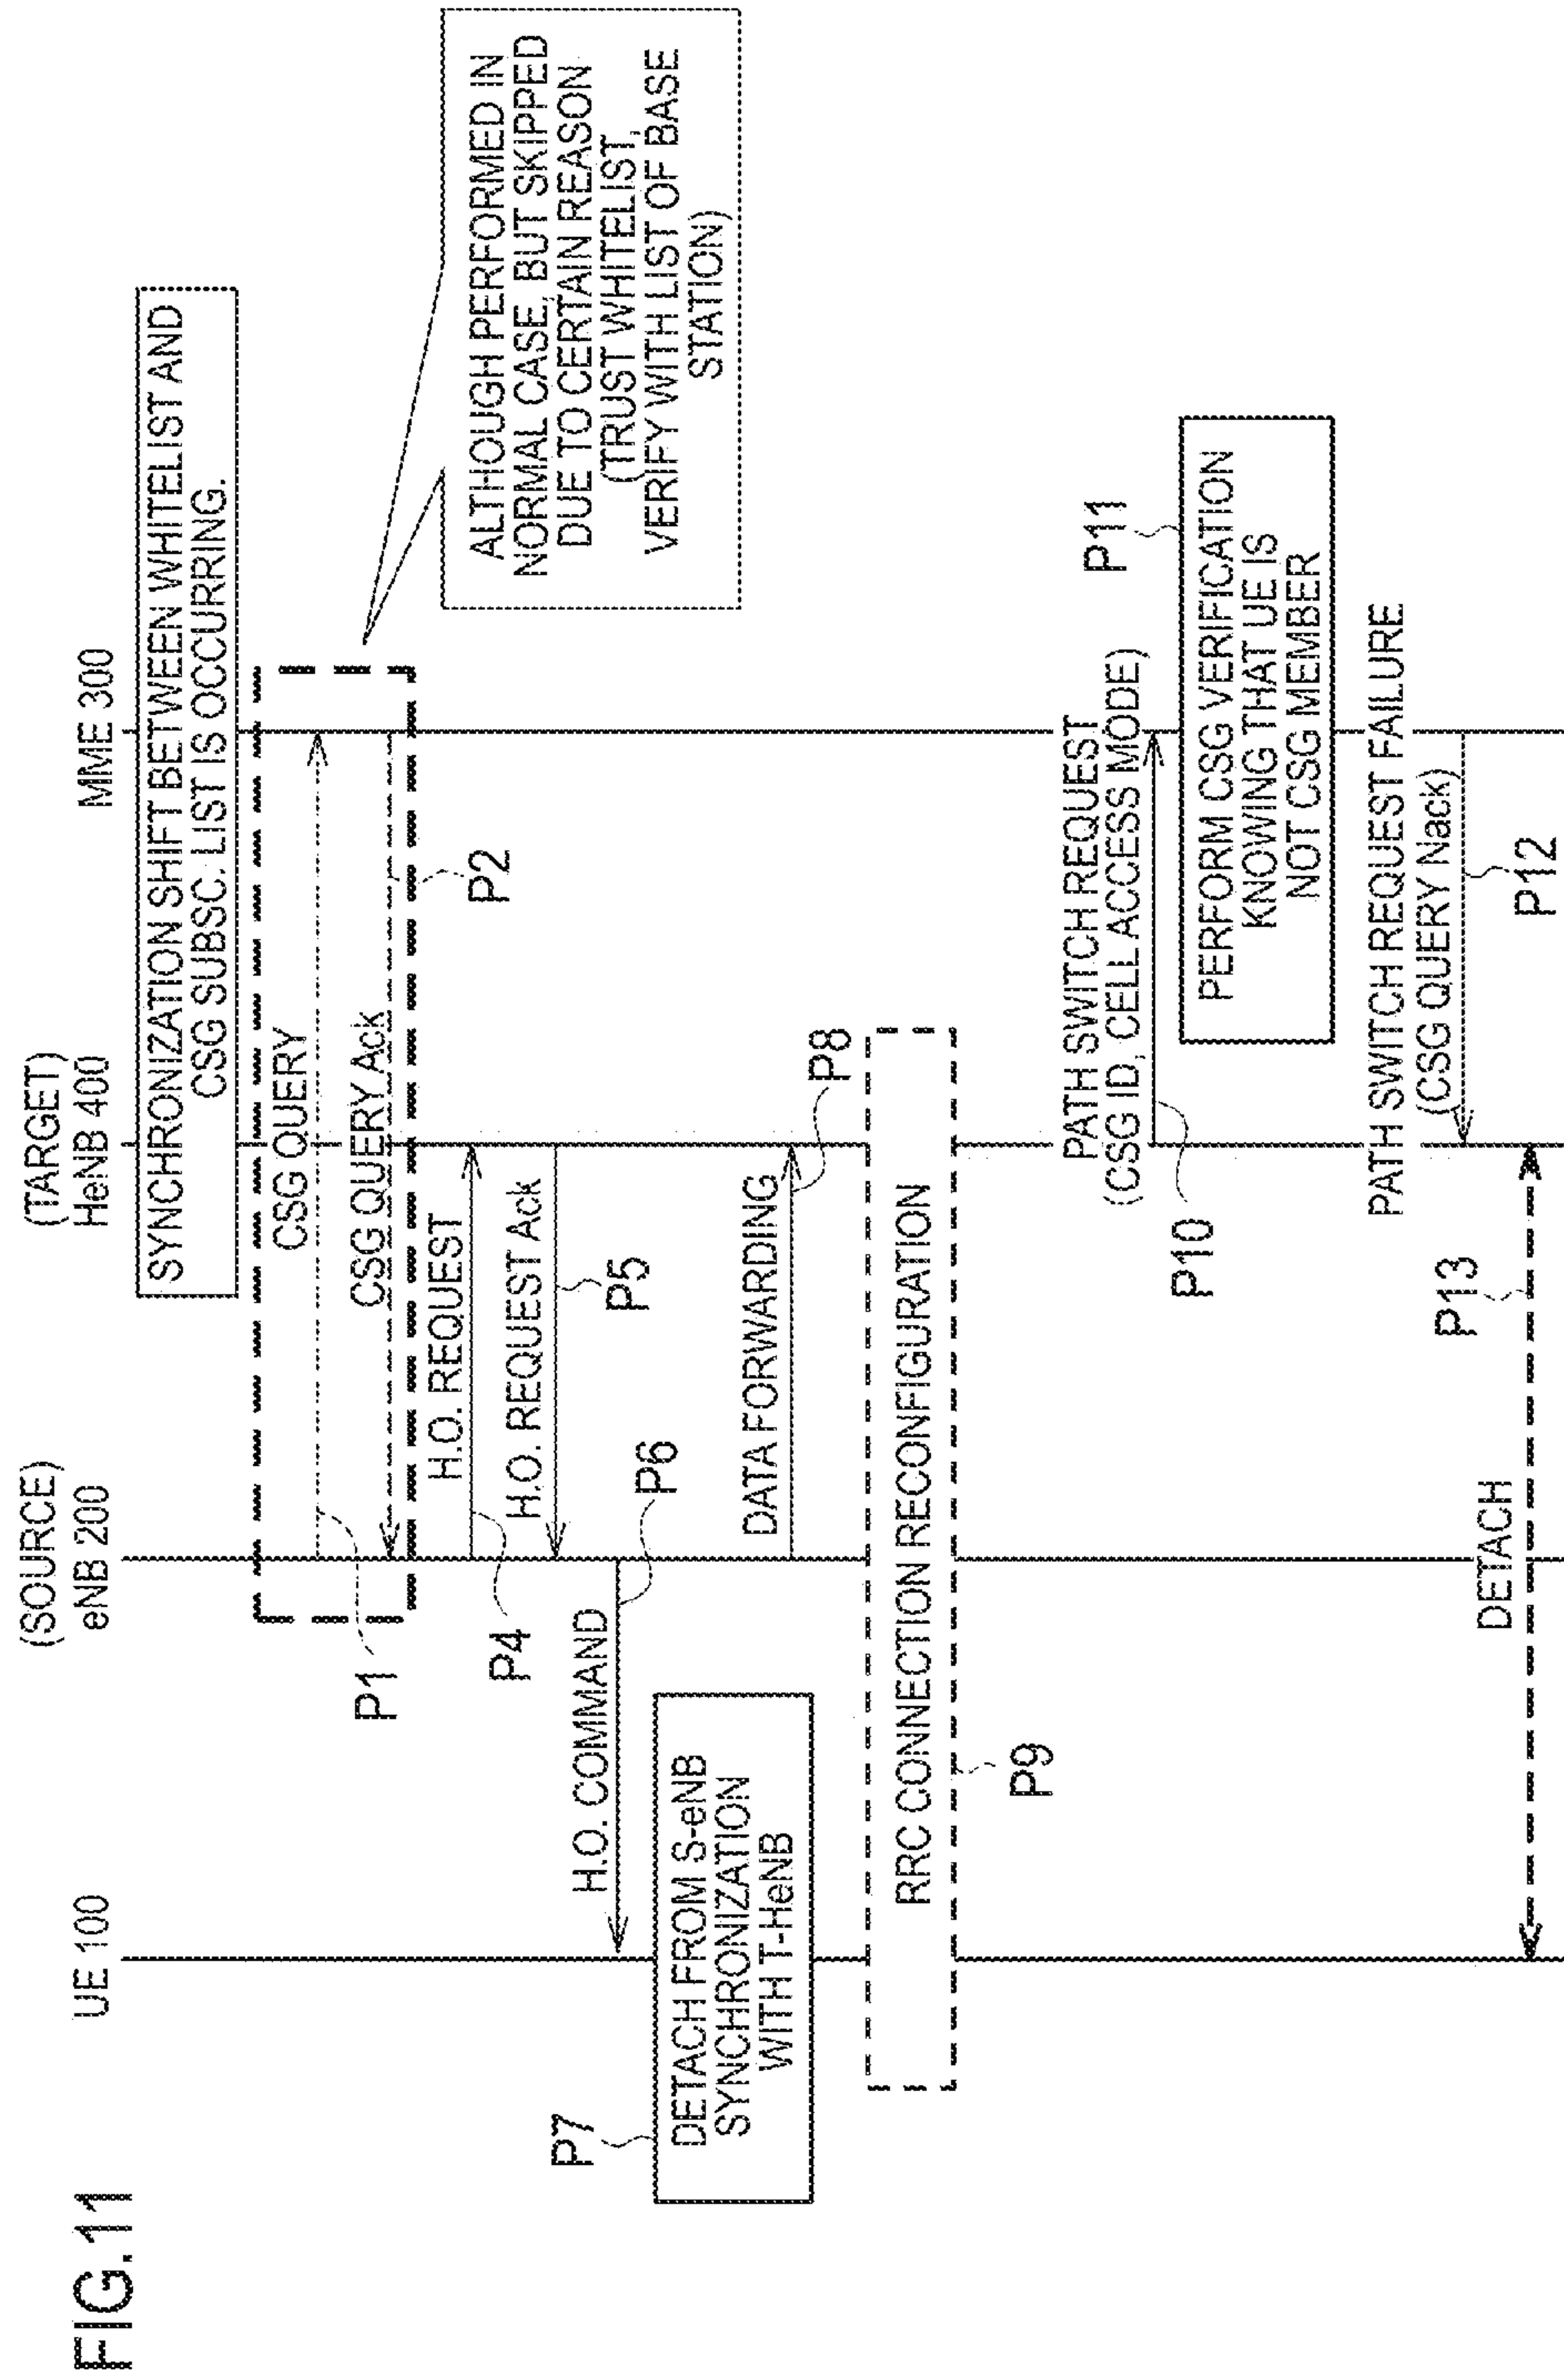 FIG.11
UE 100
(SOURCE)
eNB 200
(TARGET)
HeNB 400
MME 300
SYNCHRONIZATION SHIFT BETWEEN WHITELIST AND
CSG SUBSC. LIST IS OCCURRING.
CSG QUERY
P1
CSG QUERY Ack
P2
ALTHOUGH PERFORMED IN
NORMAL CASE, BUT SKIPPED
DUE TO CERTAIN REASON
(TRUST WHITELIST,
VERIFY WITH LIST OF BASE
STATION)
H.O. REQUEST
P4
H.O. REQUEST Ack
P5
H.O. COMMAND
P6
P7
DETACH FROM S-eNB
SYNCHRONIZATION
WITH T-HeNB
DATA FORWARDING
P8
RRC CONNECTION RECONFIGURATION
P9
PATH SWITCH REQUEST
(CSG ID, CELL ACCESS MODE)
P10
P11
PERFORM CSG VERIFICATION
KNOWING THAT UE IS
NOT CSG MEMBER
PATH SWITCH REQUEST FAILURE
(CSG QUERY Nack)
P12
DETACH
P13